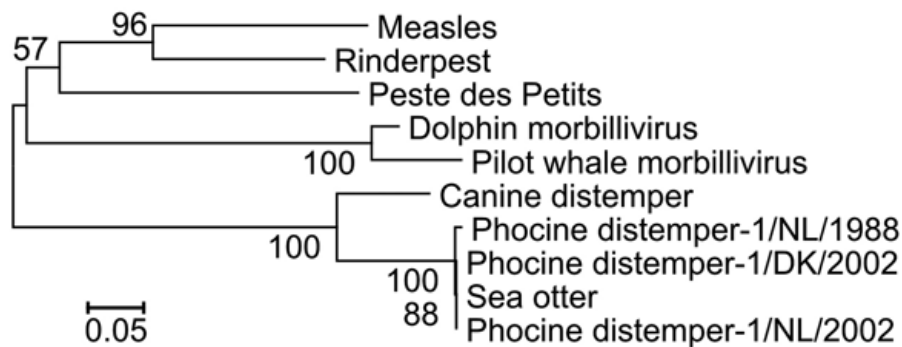 96
Measles
57
Rinderpest
Peste des Petits
Dolphin morbillivirus
100
Pilot whale morbillivirus
Canine distemper
Phocine distemper-1/NL/1988
100
Phocine distemper-1/DK/2002
100
Sea otter
88
0.05
Phocine distemper-1/NL/2002